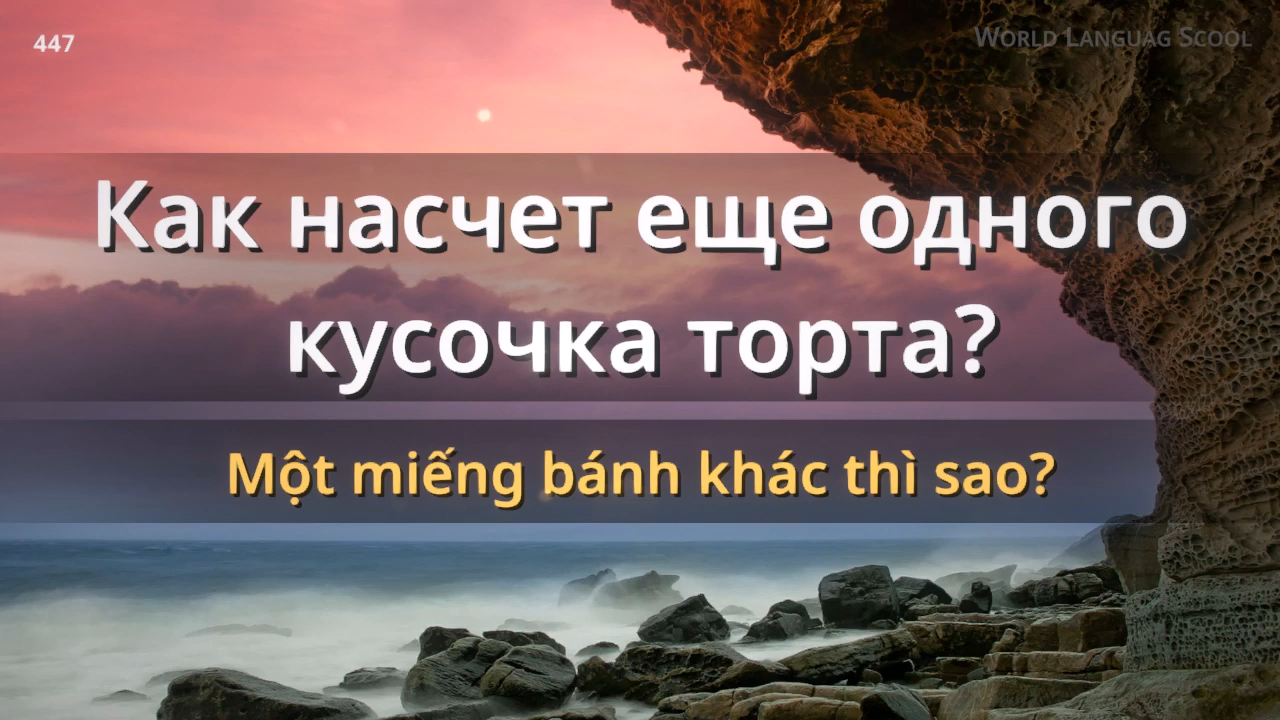 447
World Languag Scool
Как насчет еще одного
кусочка торта?
Một miếng bánh khác thì sao?